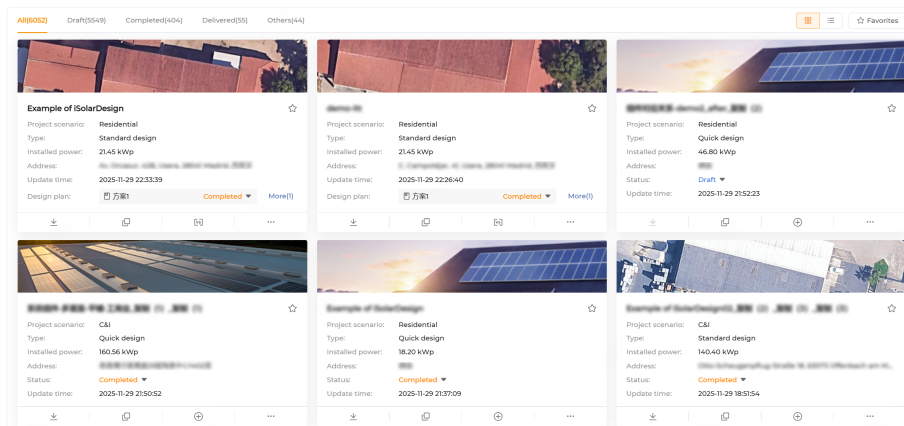 All(6052) Draft(5549) Completed(404) Delivered(55) Others(44) Favorites
Example of iSolarDesign
Project scenario: Residential
Type: Standard design
Installed power: 21.45 kWp
Address:
Update time: 2025-11-29 22:33:39
Design plan: 方案1 Completed More(1)
Project scenario: Residential
Type: Standard design
Installed power: 21.45 kWp
Address:
Update time: 2025-11-29 22:26:40
Design plan: 方案1 Completed More(1)
Project scenario: Residential
Type: Quick design
Installed power: 46.80 kWp
Address:
Status: Draft
Update time: 2025-11-29 21:52:23
Project scenario: C&I
Type: Quick design
Installed power: 160.56 kWp
Address:
Status: Completed
Update time: 2025-11-29 21:50:52
Example of iSolarDesign
Project scenario: Residential
Type: Quick design
Installed power: 18.20 kWp
Address:
Status: Completed
Update time: 2025-11-29 21:37:09
Project scenario: C&I
Type: Standard design
Installed power: 140.40 kWp
Address:
Status: Completed
Update time: 2025-11-29 18:51:54